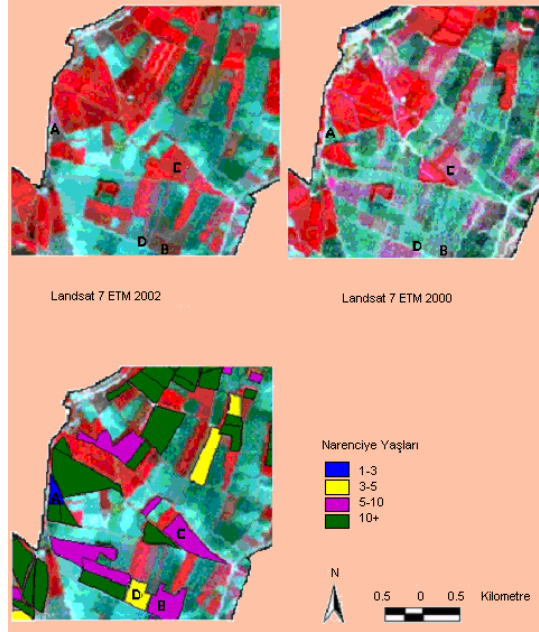 A
C
D
B
A
C
D
B
Landsat 7 ETM 2002
Landsat 7 ETM 2000
A
C
D
B
Narenciye Yaşları
1-3
3-5
5-10
10+
N
0.5 0 0.5 Kilometre